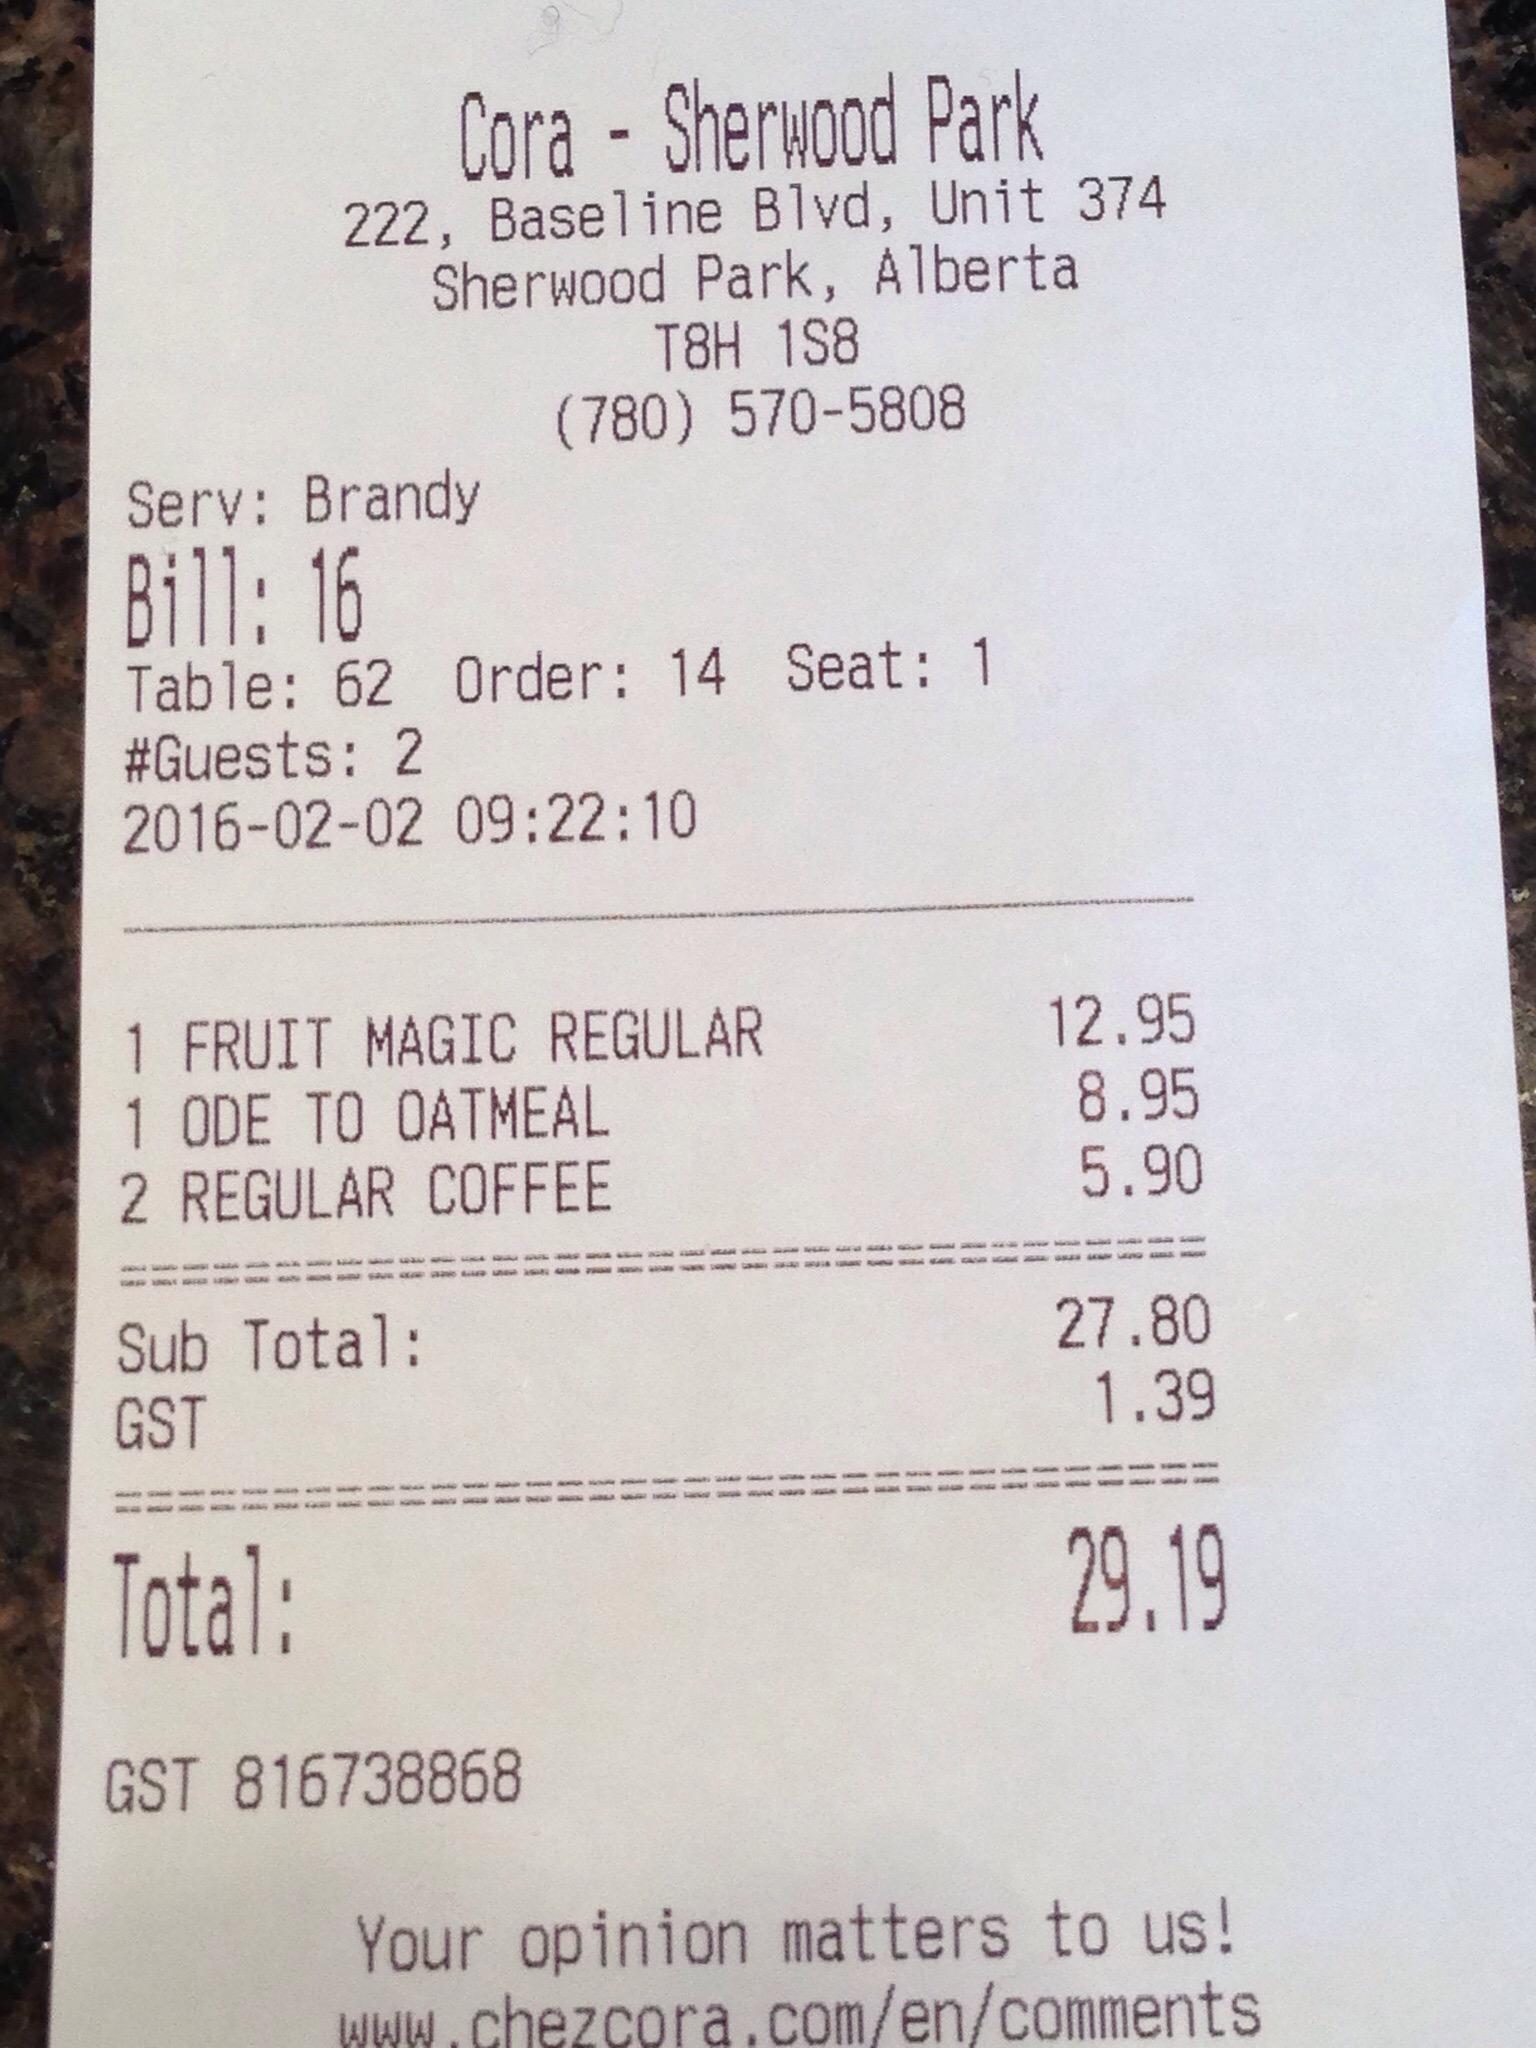 Cora - Sherwood Park
222, Baseline Blvd, Unit 374
Sherwood Park, Alberta
T8H 1S8
(780) 570-5808
Serv: Brandy
Bill: 16
Table: 62 Order: 14 Seat: 1
#Guests: 2
2016-02-02 09:22:10
1 FRUIT MAGIC REGULAR 12.95
1 ODE TO OATMEAL 8.95
2 REGULAR COFFEE 5.90
Sub Total: 27.80
GST 1.39
Total: 29.19
GST 816738868
Your opinion matters to us!
www.chezcora.com/en/comments